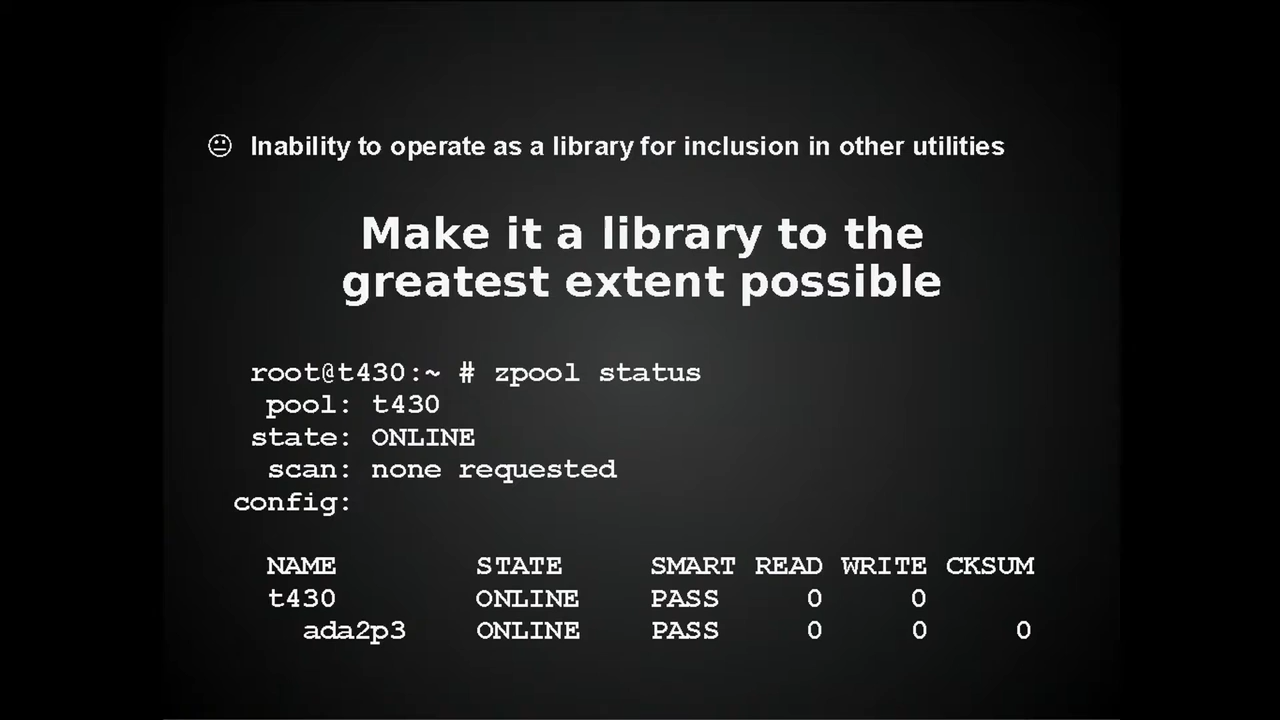 Inability to operate as a library for inclusion in other utilities
Make it a library to the
greatest extent possible
root@t430:~ # zpool status
pool: t430
state: ONLINE
scan: none requested
config:
NAME STATE SMART READ WRITE CKSUM
t430 ONLINE PASS 0 0
ada2p3 ONLINE PASS 0 0 0